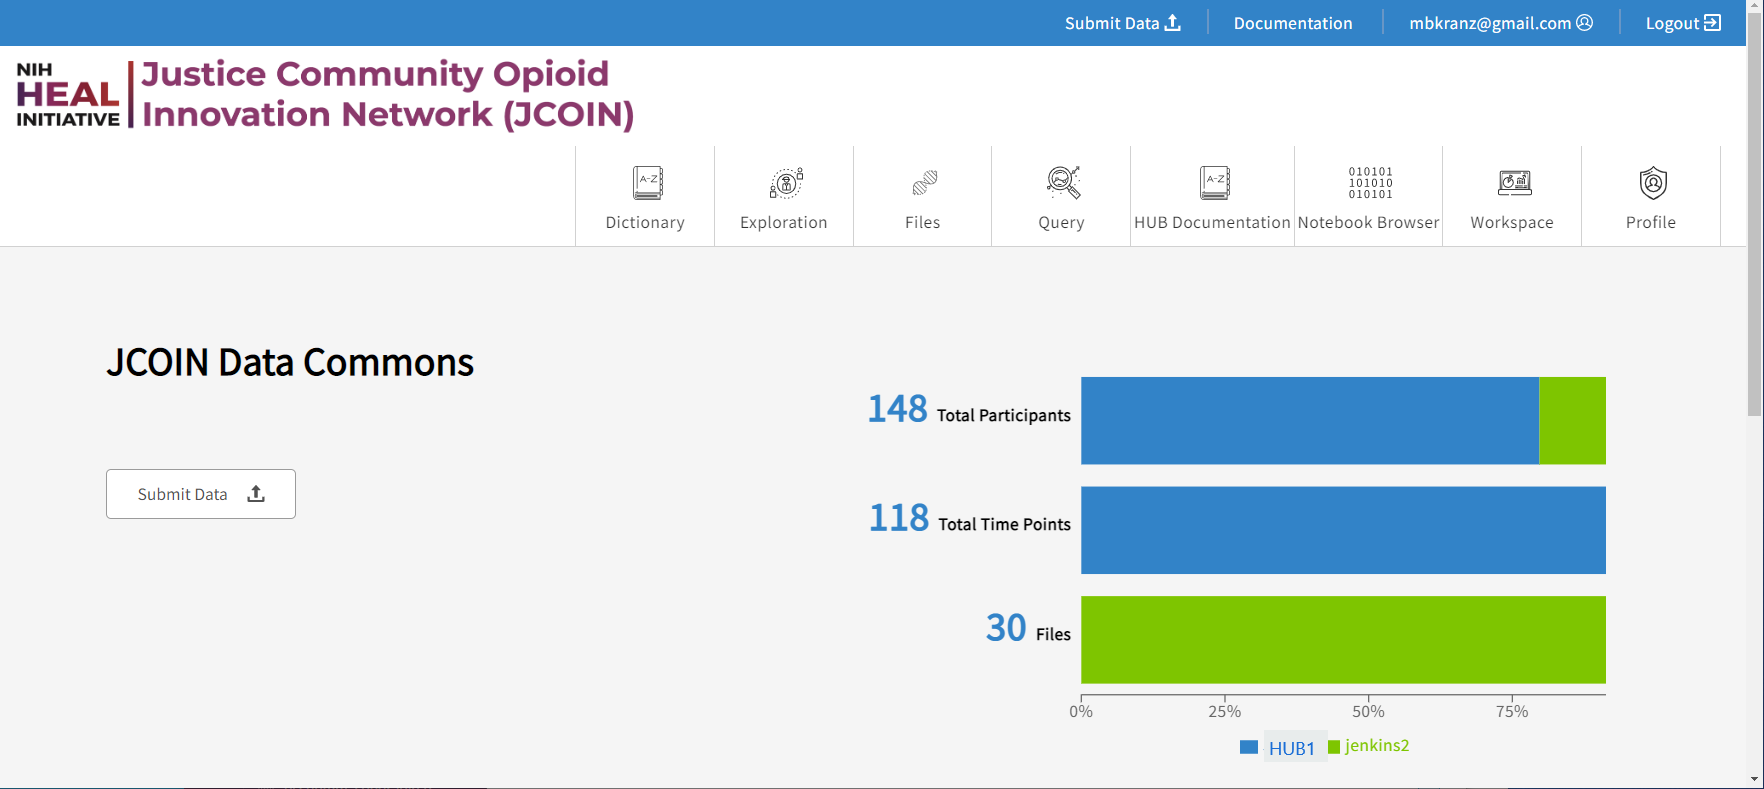 Submit Data
Documentation
mbkranz@gmail.com
Logout
NIH
HEAL
INITIATIVE
Justice Community Opioid
Innovation Network (JCOIN)
A-Z
010101
101010
010101
A-Z
Dictionary
Exploration
Files
Query
HUB Documentation
Notebook Browser
Workspace
Profile
JCOIN Data Commons
Submit Data
148 Total Participants
118 Total Time Points
30 Files
0% 25% 50% 75%
HUB1 jenkins2